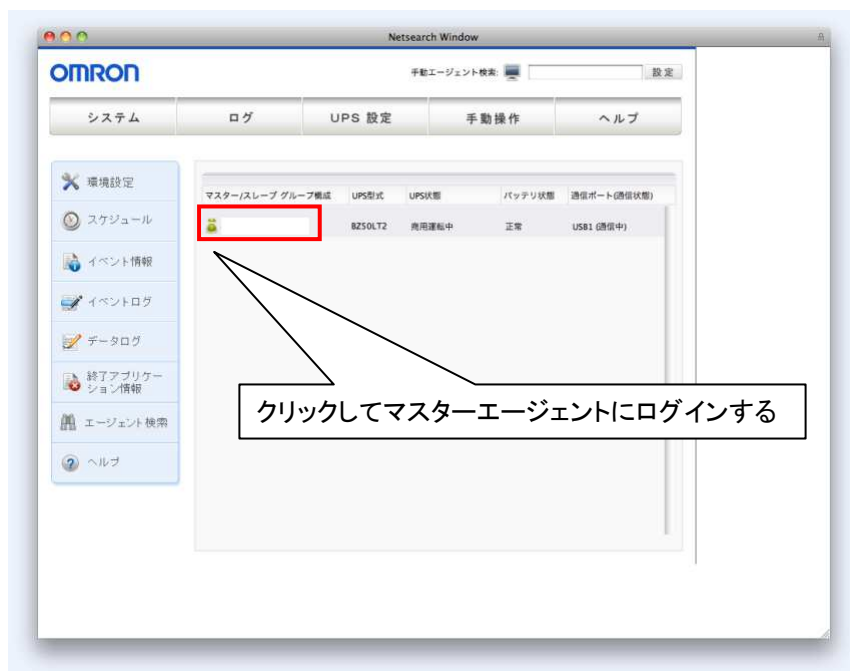 Netsearch Window
OMRON
手動エージェント検索:
設定
システム
ログ
UPS 設定
手動操作
ヘルプ
環境設定
スケジュール
イベント情報
イベントログ
データログ
終了アプリケー
ション情報
エージェント検索
ヘルプ
マスター/スレーブ グループ構成
UPS型式
UPS状態
バッテリ状態
通信ポート(通信状態)
BZ50LT2
商用運転中
正常
USB1 (通信中)
クリックしてマスターエージェントにログインする